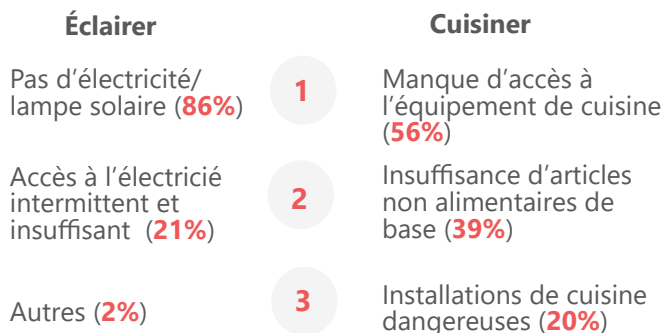 Éclairer
Pas d’électricité/
lampe solaire (86%)
Accès à l’électricié
intermittent et
insuffisant (21%)
Autres (2%)
1
2
3
Cuisiner
Manque d’accès à
l’équipement de cuisine
(56%)
Insuffisance d’articles
non alimentaires de
base (39%)
Installations de cuisine
dangereuses (20%)